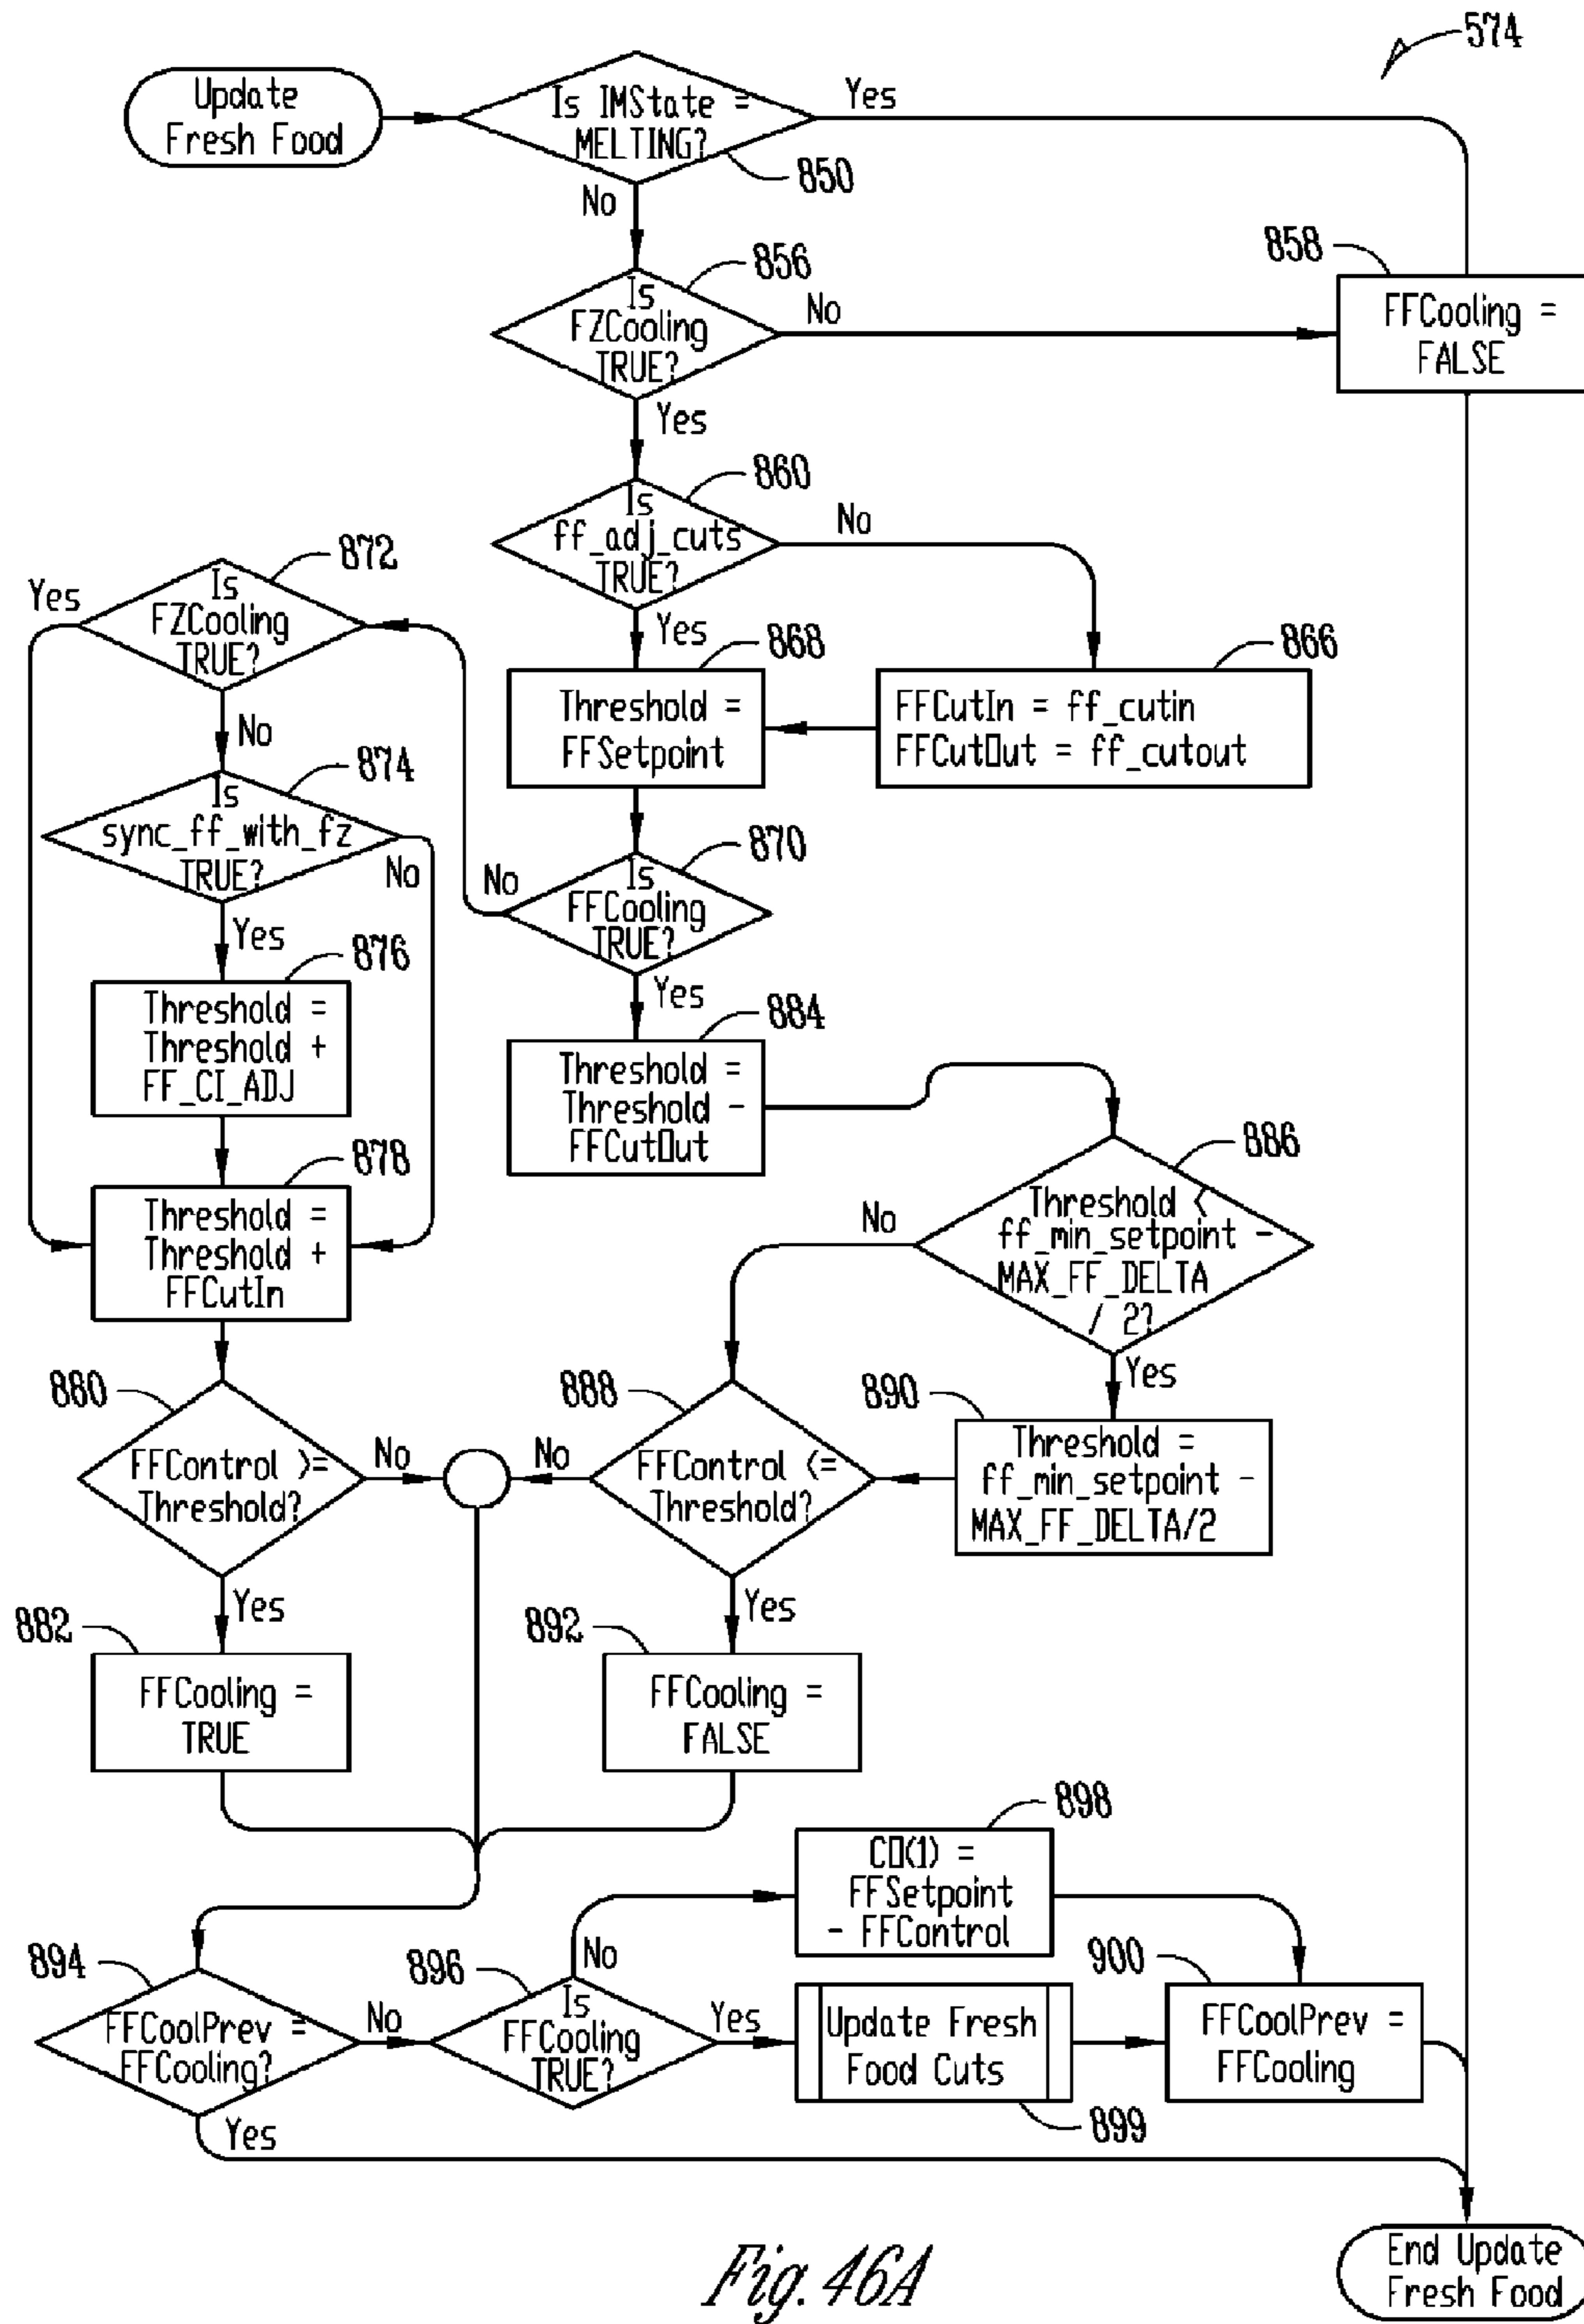 574
Update
Fresh Food
Is IMState =
MELTING?
Yes
850
No
856
Is
FZCooling
TRUE?
No
858
FFCooling =
FALSE
Yes
860
Is
ff_adj_cuts
TRUE?
No
872
Is
FZCooling
TRUE?
Yes
Yes
868
866
Threshold =
FFSetpoint
FFCutIn = ff_cutin
FFCutOut = ff_cutout
No
874
Is
sync_ff_with_fz
TRUE?
No
870
Is
FFCooling
TRUE?
No
Yes
876
Threshold =
Threshold +
FF_CI_ADJ
Yes
884
Threshold =
Threshold -
FFCutOut
886
Threshold <
ff_min_setpoint -
MAX_FF_DELTA
/ 2?
No
878
Threshold =
Threshold +
FFCutIn
Yes
880
FFControl >=
Threshold?
No
888
FFControl <=
Threshold?
No
890
Threshold =
ff_min_setpoint -
MAX_FF_DELTA/2
Yes
882
FFCooling =
TRUE
Yes
892
FFCooling =
FALSE
898
CO(1) =
FFSetpoint
- FFControl
894
FFCoolPrev =
FFCooling?
No
896
Is
FFCooling
TRUE?
No
Yes
Update Fresh
Food Cuts
899
900
FFCoolPrev =
FFCooling
Yes
End Update
Fresh Food
Fig. 46A